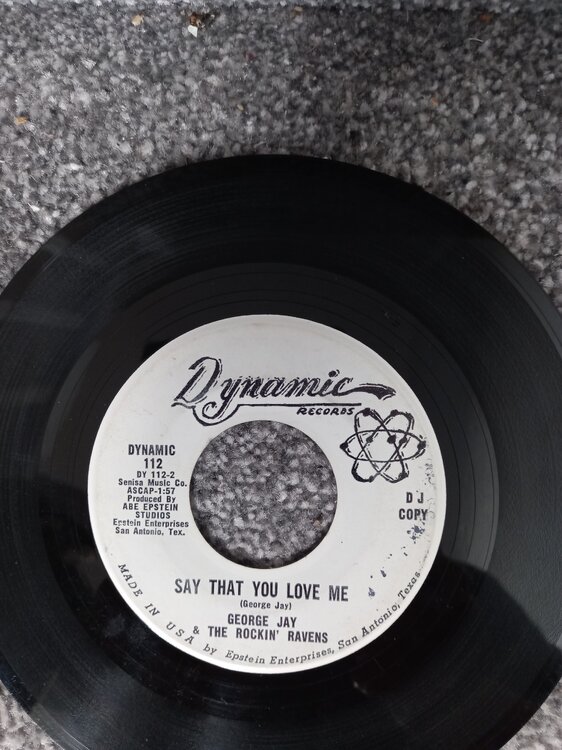 Dynamic
RECORDS
DYNAMIC
112
DY 112-2
Senisa Music Co.
ASCAP-1:57
Produced By
ABE EPSTEIN
STUDIOS
Epstein Enterprises
San Antonio, Tex.
D J
COPY
SAY THAT YOU LOVE ME
(George Jay)
GEORGE JAY
& THE ROCKIN' RAVENS
MADE IN USA by Epstein Enterprises, San Antonio, Texas